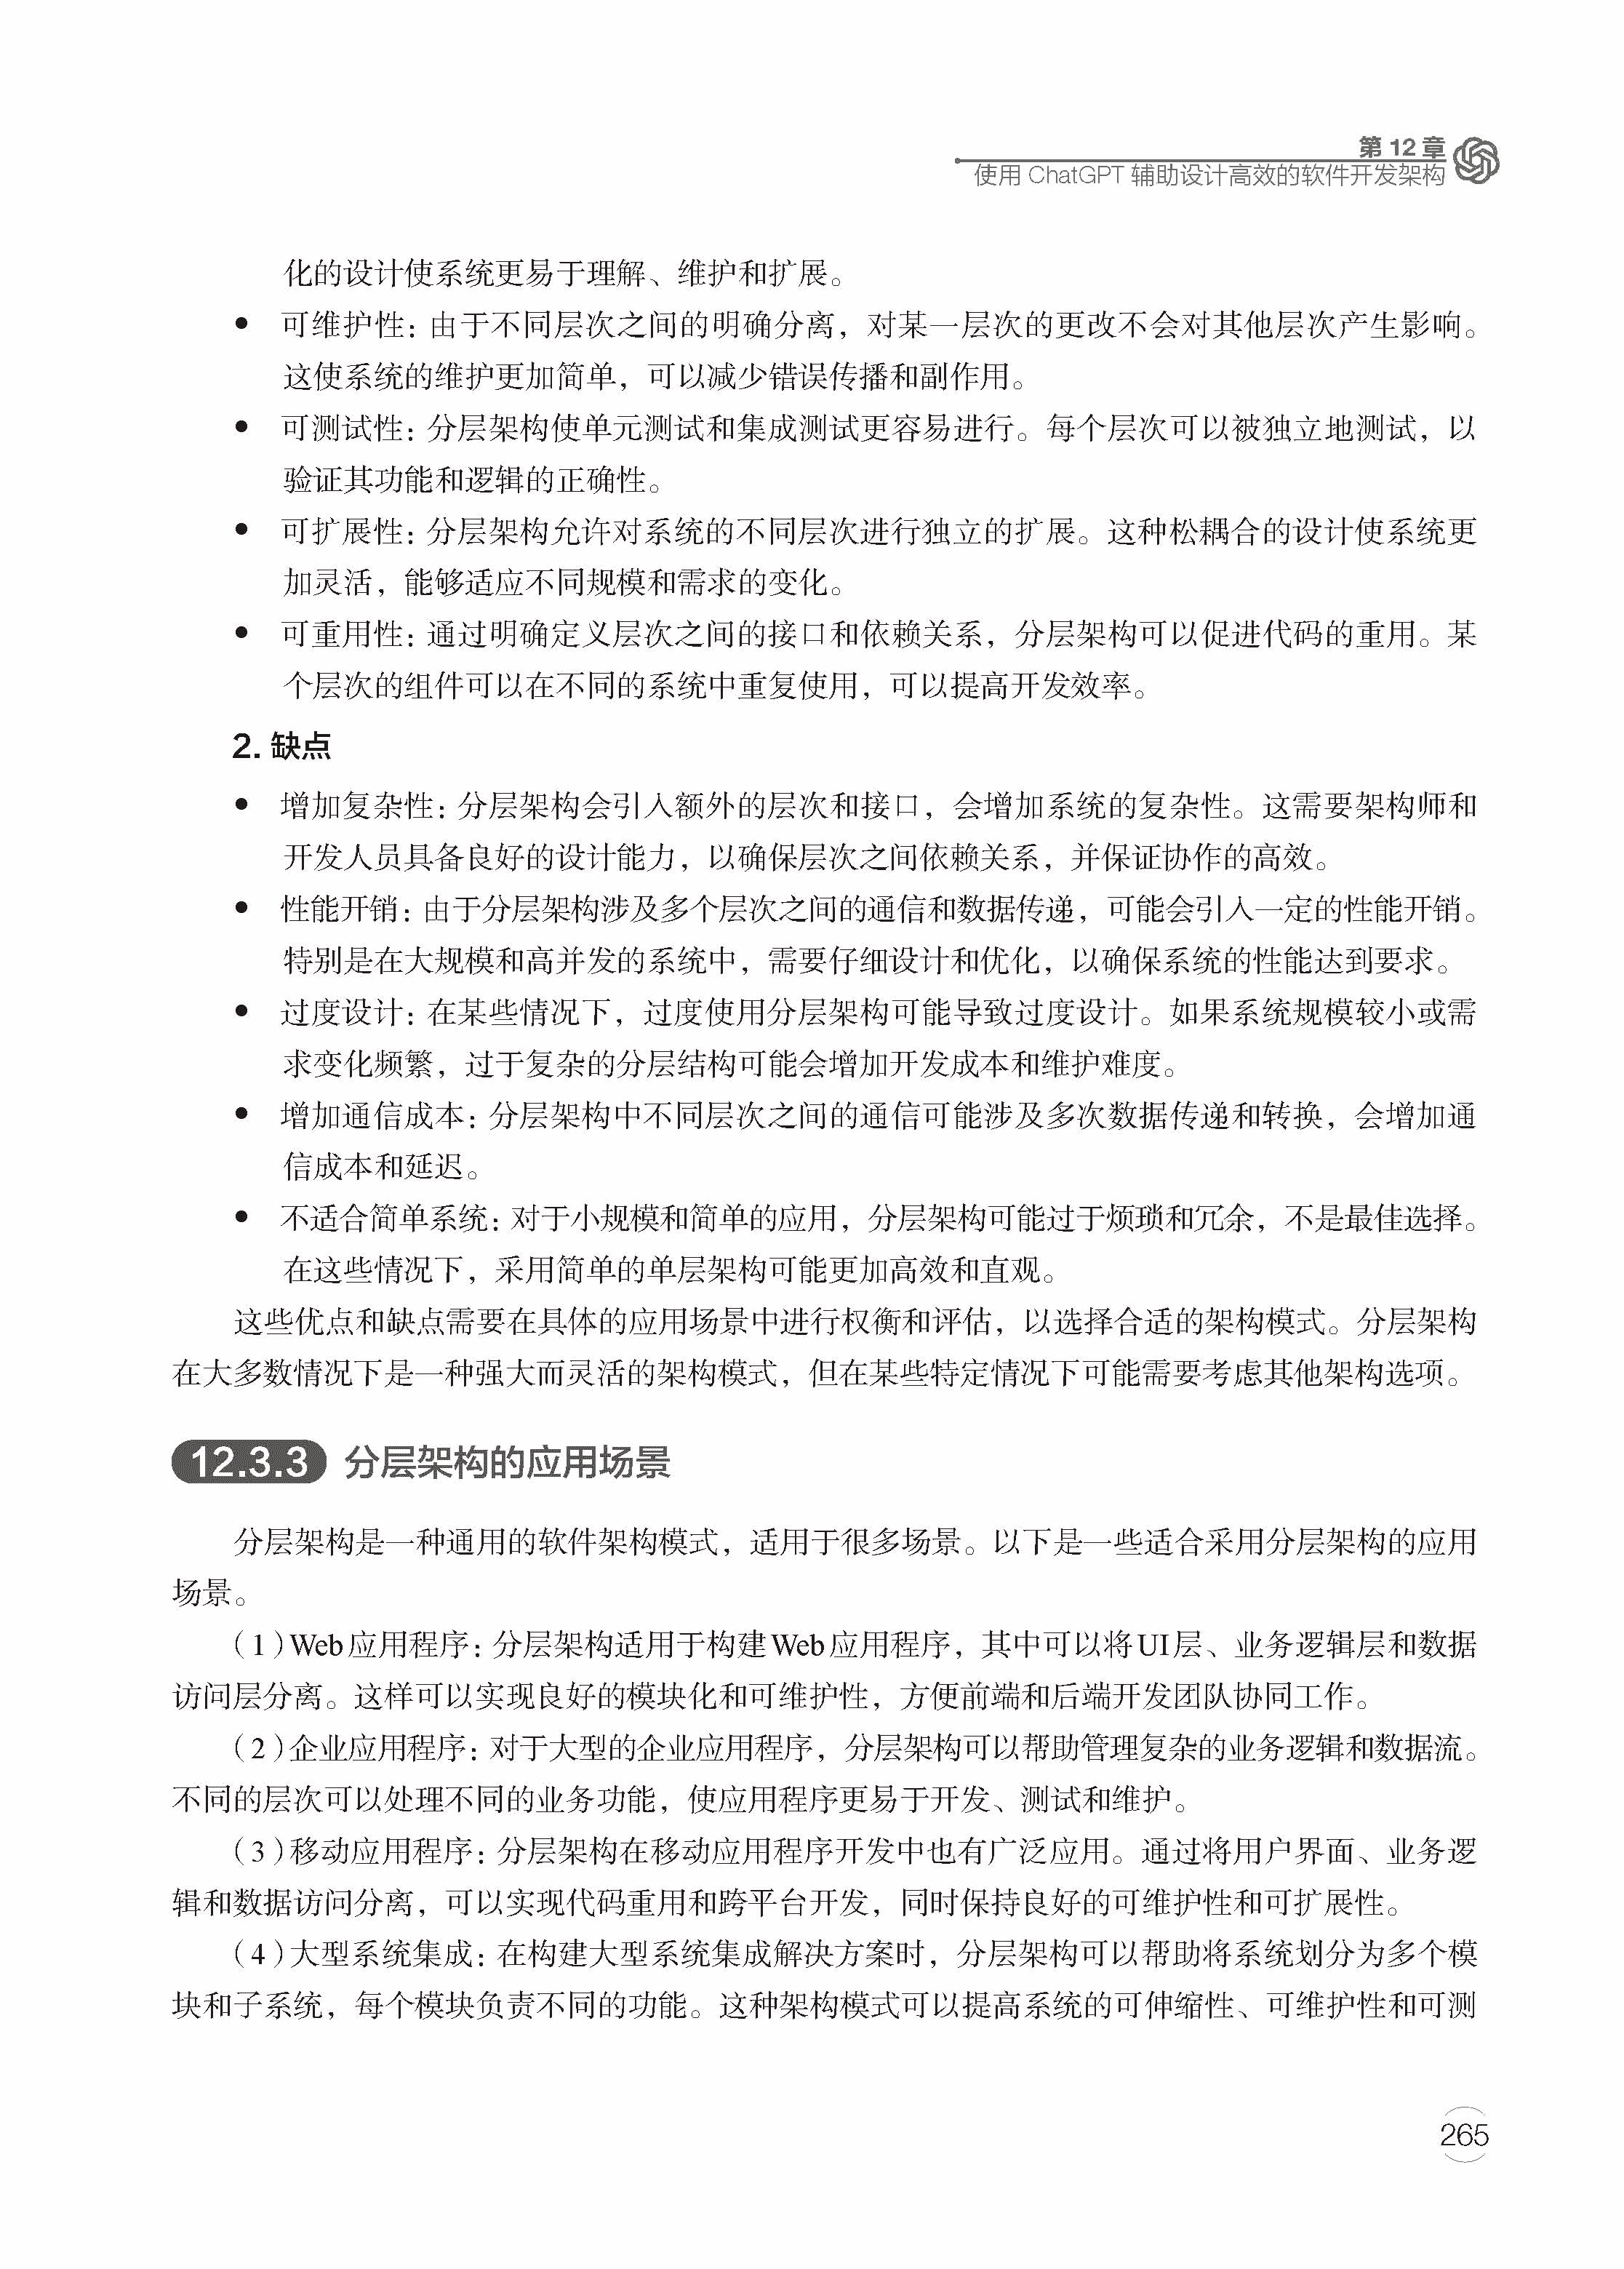 第 12 章
使用 ChatGPT 辅助设计高效的软件开发架构
化的设计使系统更易于理解、维护和扩展。
● 可维护性：由于不同层次之间的明确分离，对某一层次的更改不会对其他层次产生影响。
这使系统的维护更加简单，可以减少错误传播和副作用。
● 可测试性：分层架构使单元测试和集成测试更容易进行。每个层次可以被独立地测试，以
验证其功能和逻辑的正确性。
● 可扩展性：分层架构允许对系统的不同层次进行独立的扩展。这种松耦合的设计使系统更
加灵活，能够适应不同规模和需求的变化。
● 可重用性：通过明确定义层次之间的接口和依赖关系，分层架构可以促进代码的重用。某
个层次的组件可以在不同的系统中重复使用，可以提高开发效率。
2. 缺点
● 增加复杂性：分层架构会引入额外的层次和接口，会增加系统的复杂性。这需要架构师和
开发人员具备良好的设计能力，以确保层次之间依赖关系，并保证协作的高效。
● 性能开销：由于分层架构涉及多个层次之间的通信和数据传递，可能会引入一定的性能开销。
特别是在大规模和高并发的系统中，需要仔细设计和优化，以确保系统的性能达到要求。
● 过度设计：在某些情况下，过度使用分层架构可能导致过度设计。如果系统规模较小或需
求变化频繁，过于复杂的分层结构可能会增加开发成本和维护难度。
● 增加通信成本：分层架构中不同层次之间的通信可能涉及多次数据传递和转换，会增加通
信成本和延迟。
● 不适合简单系统：对于小规模和简单的应用，分层架构可能过于烦琐和冗余，不是最佳选择。
在这些情况下，采用简单的单层架构可能更加高效和直观。
这些优点和缺点需要在具体的应用场景中进行权衡和评估，以选择合适的架构模式。分层架构
在大多数情况下是一种强大而灵活的架构模式，但在某些特定情况下可能需要考虑其他架构选项。
12.3.3 分层架构的应用场景
分层架构是一种通用的软件架构模式，适用于很多场景。以下是一些适合采用分层架构的应用
场景。
（1）Web应用程序：分层架构适用于构建Web应用程序，其中可以将UI层、业务逻辑层和数据
访问层分离。这样可以实现良好的模块化和可维护性，方便前端和后端开发团队协同工作。
（2）企业应用程序：对于大型的企业应用程序，分层架构可以帮助管理复杂的业务逻辑和数据流。
不同的层次可以处理不同的业务功能，使应用程序更易于开发、测试和维护。
（3）移动应用程序：分层架构在移动应用程序开发中也有广泛应用。通过将用户界面、业务逻
辑和数据访问分离，可以实现代码重用和跨平台开发，同时保持良好的可维护性和可扩展性。
（4）大型系统集成：在构建大型系统集成解决方案时，分层架构可以帮助将系统划分为多个模
块和子系统，每个模块负责不同的功能。这种架构模式可以提高系统的可伸缩性、可维护性和可测
265